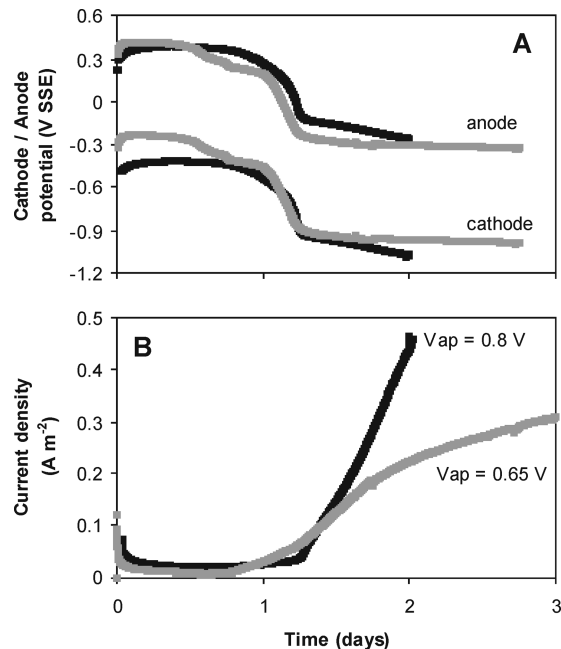 A
0.6
0.3
0
-0.3
-0.6
-0.9
-1.2
Cathode / Anode
potential (V SSE)
anode
cathode
B
0.5
0.4
0.3
0.2
0.1
0
Current density
(A m-2)
Vap = 0.8 V
Vap = 0.65 V
0 1 2 3
Time (days)